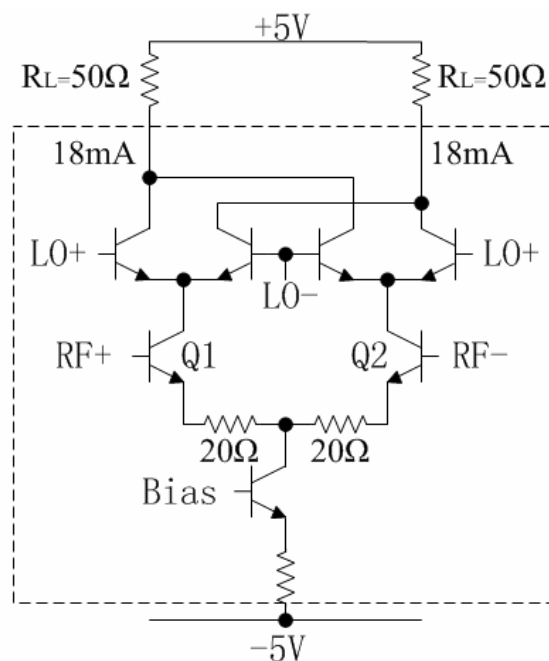 +5V
RL=50Ω RL=50Ω
18mA 18mA
LO+ LO- LO+
RF+ Q1 Q2 RF-
20Ω 20Ω
Bias
-5V